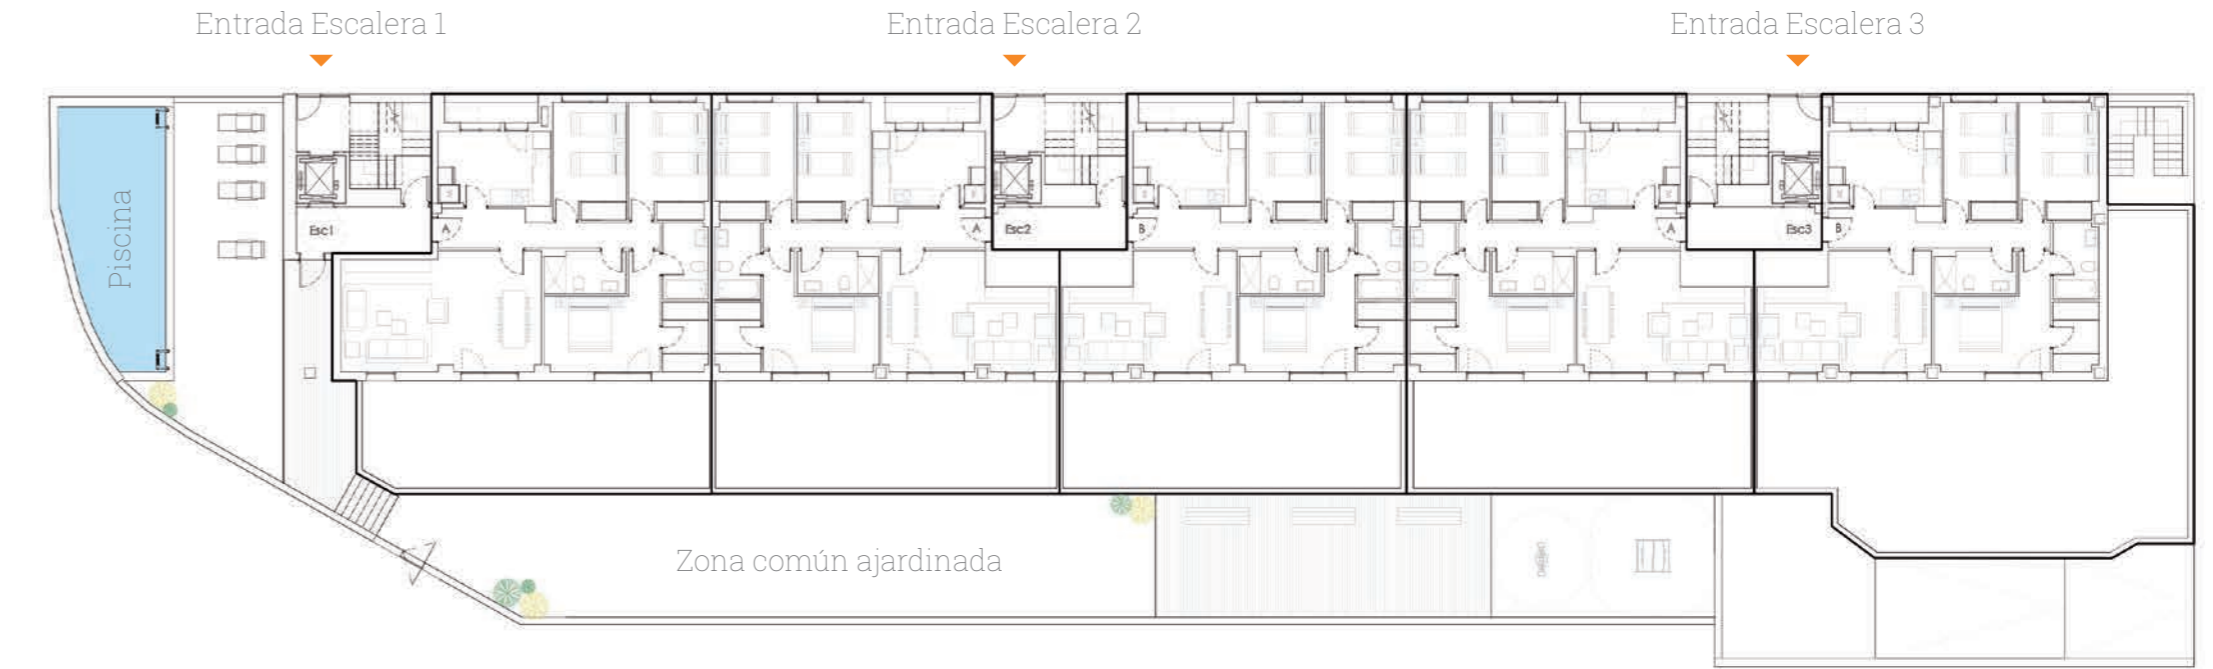 Entrada Escalera 1
Entrada Escalera 2
Entrada Escalera 3
Piscina
Esc1
A
A
Esc2
B
A
Esc3
B
Zona común ajardinada